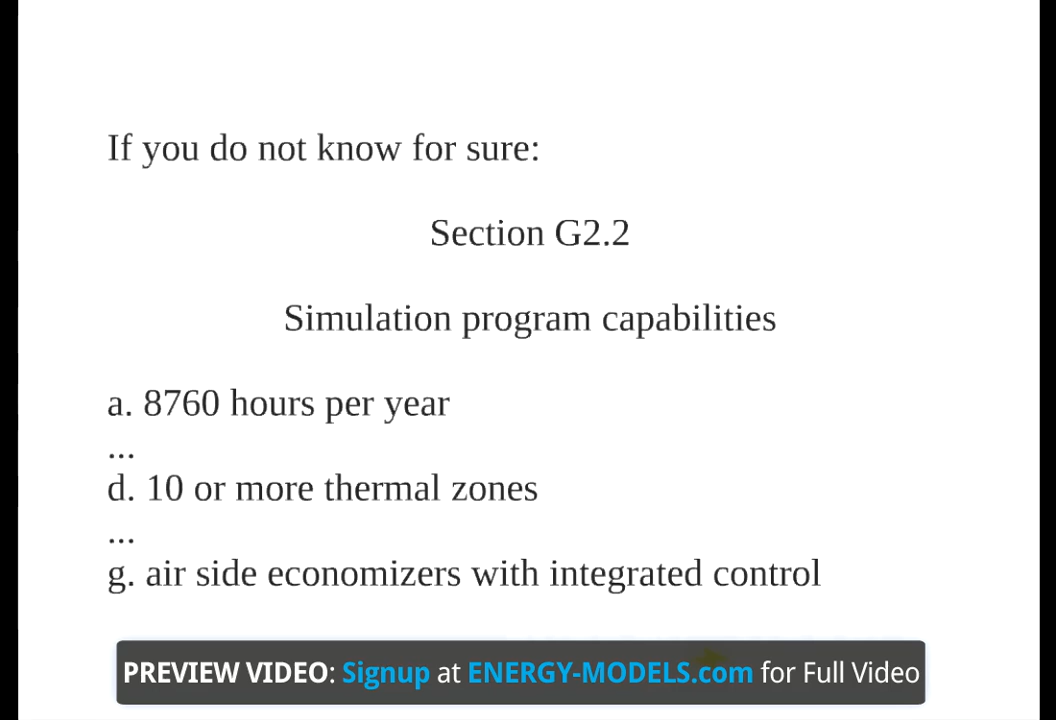 If you do not know for sure:
Section G2.2
Simulation program capabilities
a. 8760 hours per year
...
d. 10 or more thermal zones
...
g. air side economizers with integrated control
PREVIEW VIDEO: Signup at ENERGY-MODELS.com for Full Video